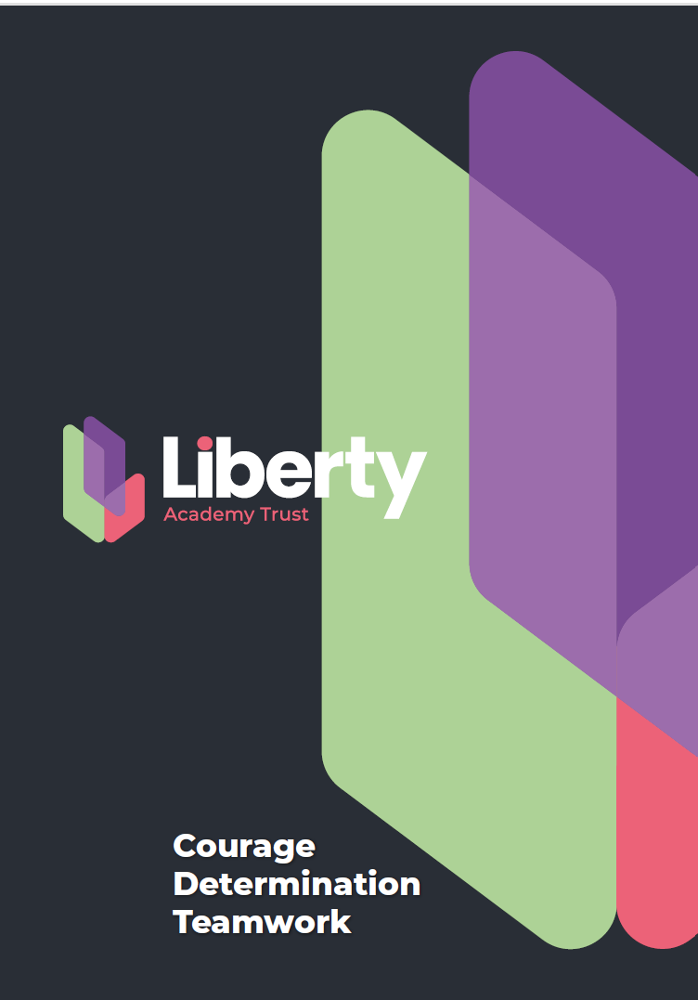 Liberty
Academy Trust
Courage
Determination
Teamwork